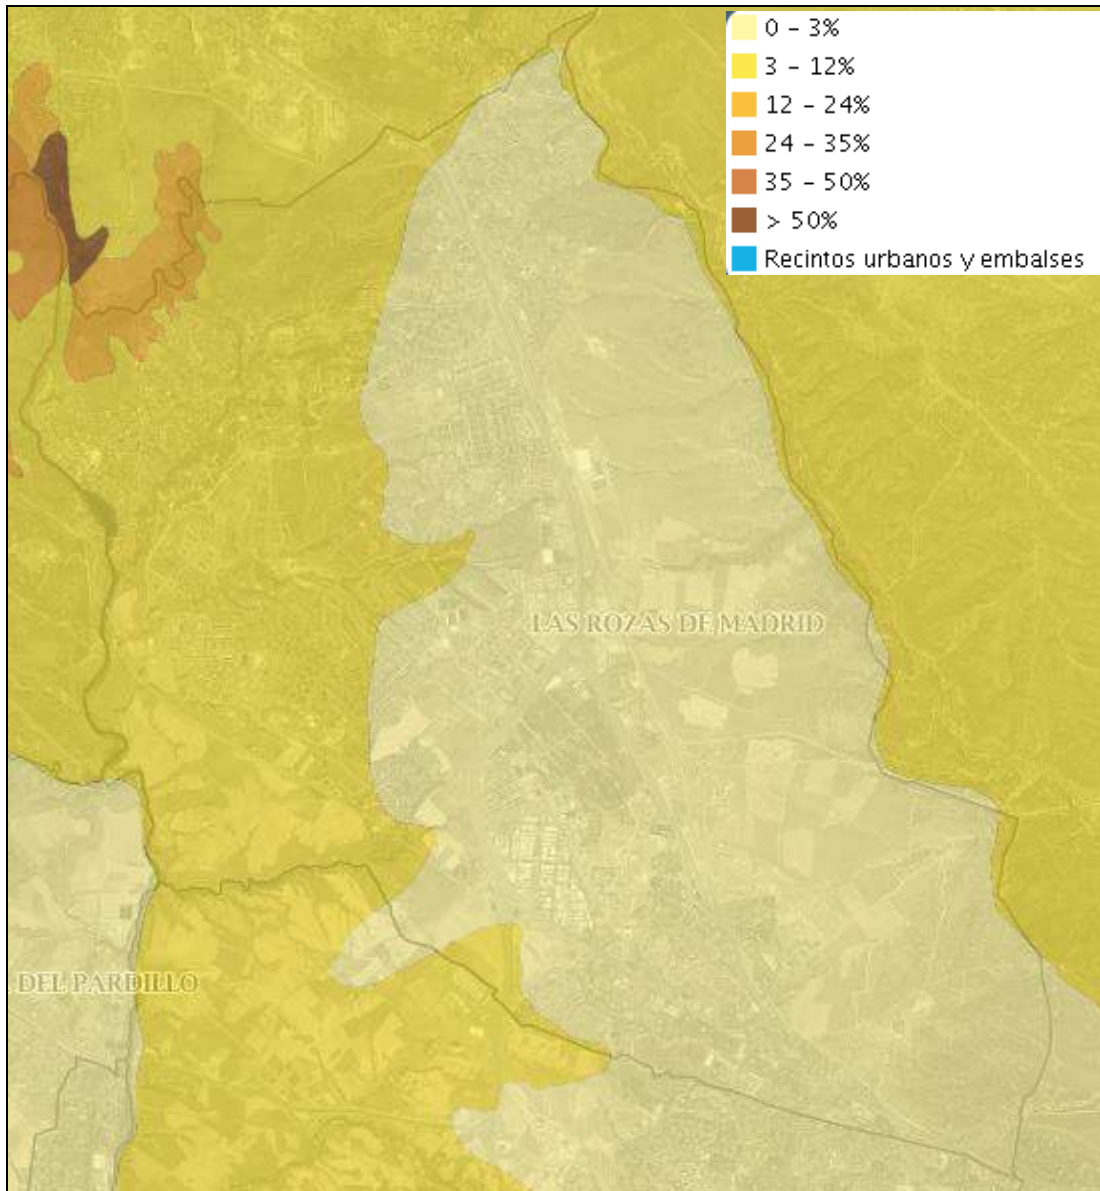 0 - 3%
3 - 12%
12 - 24%
24 - 35%
35 - 50%
> 50%
Recintos urbanos y embalses
LAS ROZAS DE MADRID
DEL PARDILLO